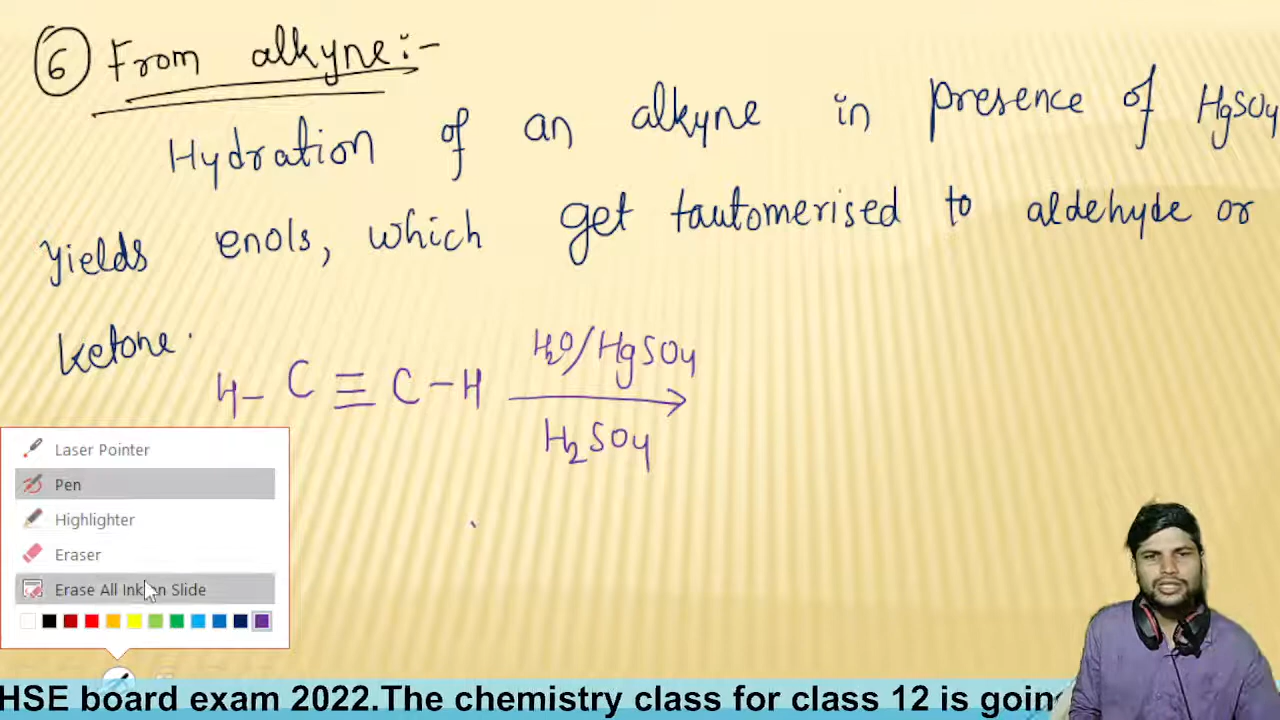 6 From alkyne:-
Hydration of an alkyne in presence of HgSO4
yields enols, which get tautomerised to aldehyde or
ketone.
H2O/HgSO4
H- C ≡ C -H
H2SO4
Laser Pointer
Pen
Highlighter
Eraser
Erase All Ink on Slide
HSE board exam 2022.The chemistry class for class 12 is goin